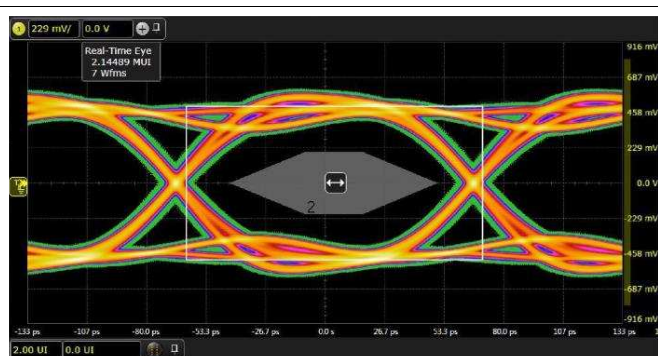 1 229 mV/ 0.0 V
Real-Time Eye
2.14489 MUI
7 Wfms
916 mV
687 mV
458 mV
229 mV
0.0 V
-229 mV
-458 mV
-687 mV
-916 mV
2
-133 ps -107 ps -80.0 ps -53.3 ps -26.7 ps 0.0 s 26.7 ps 53.3 ps 80.0 ps 107 ps 133 ps
2.00 UI 0.0 UI